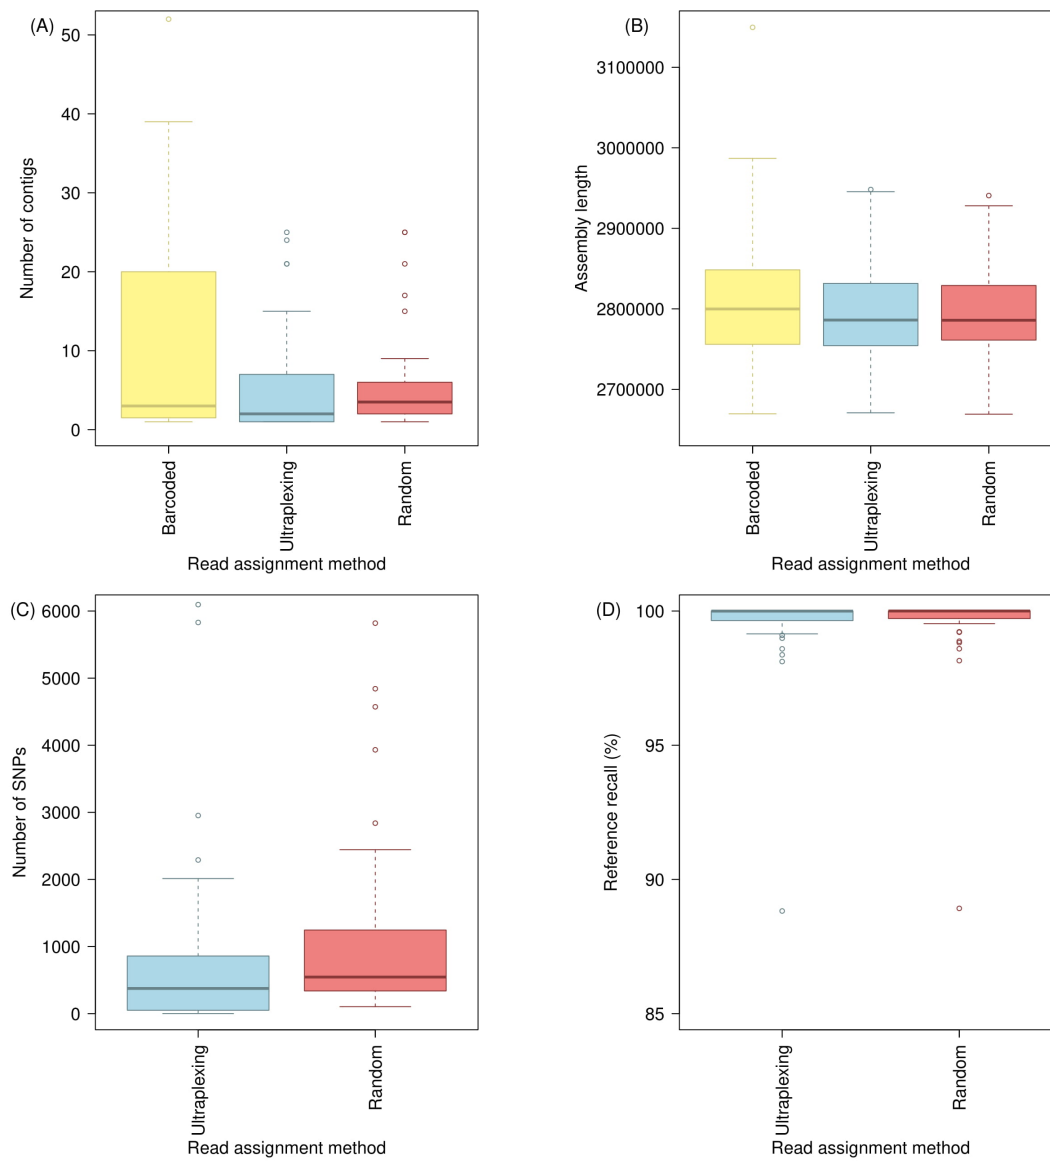 (A)
Number of contigs
50
40
30
20
10
0
Barcoded
Ultraplexing
Random
Read assignment method
(B)
Assembly length
3100000
3000000
2900000
2800000
2700000
Barcoded
Ultraplexing
Random
Read assignment method
(C)
Number of SNPs
6000
5000
4000
3000
2000
1000
0
Ultraplexing
Random
Read assignment method
(D)
Reference recall (%)
100
95
90
85
Ultraplexing
Random
Read assignment method